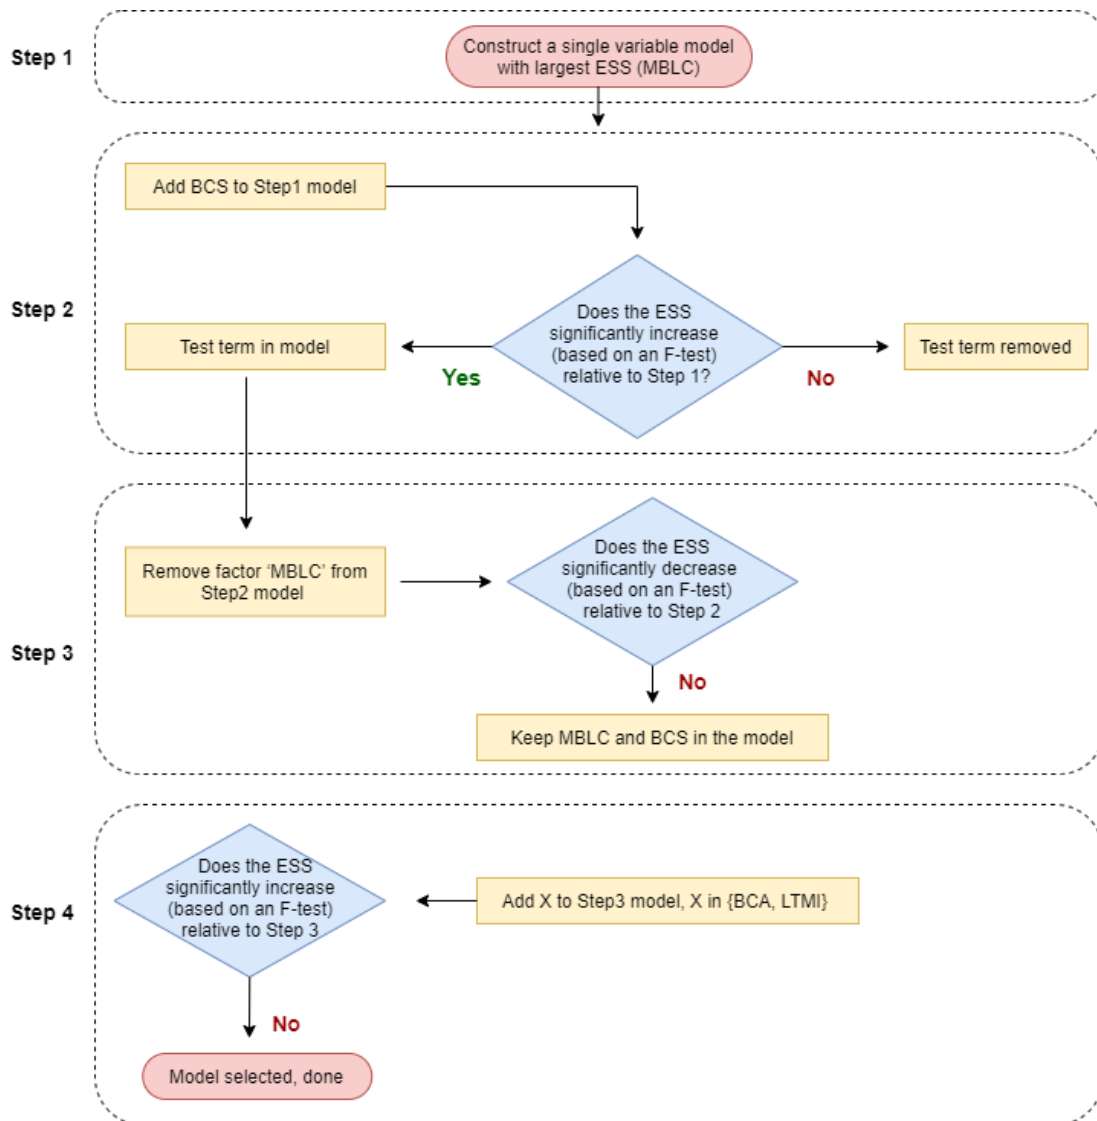 Step 1
Construct a single variable model
with largest ESS (MBLC)
Step 2
Add BCS to Step1 model
Does the ESS
significantly increase
(based on an F-test)
relative to Step 1?
Yes
No
Test term in model
Test term removed
Step 3
Remove factor ‘MBLC’ from
Step2 model
Does the ESS
significantly decrease
(based on an F-test)
relative to Step 2
No
Keep MBLC and BCS in the model
Step 4
Add X to Step3 model, X in {BCA, LTMI}
Does the ESS
significantly increase
(based on an F-test)
relative to Step 3
No
Model selected, done